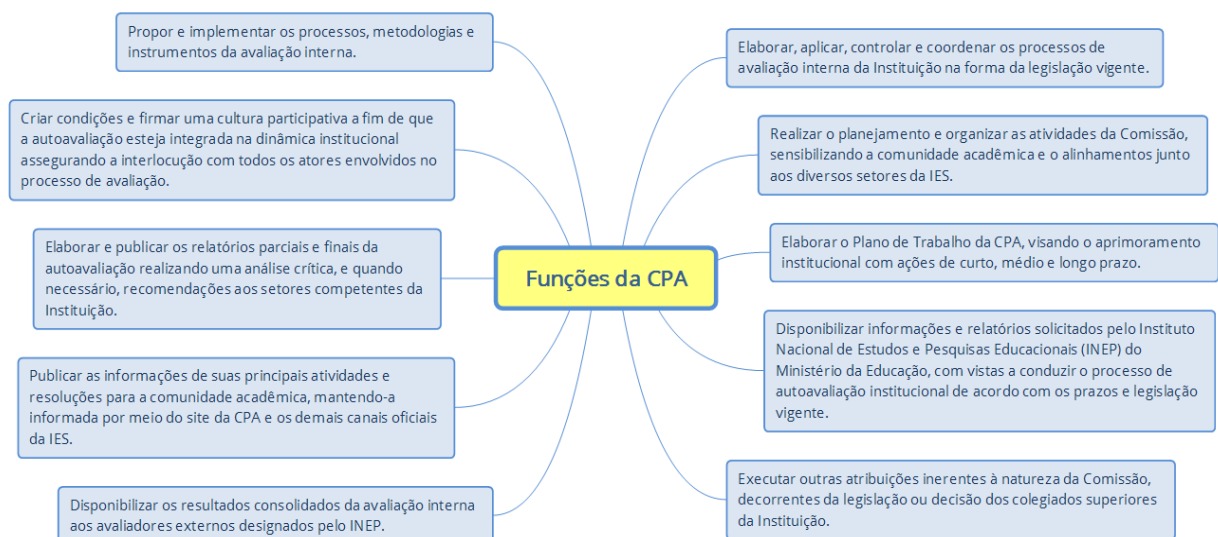 Propor e implementar os processos, metodologias e
instrumentos da avaliação interna.
Criar condições e firmar uma cultura participativa a fim de que
a autoavaliação esteja integrada na dinâmica institucional
assegurando a interlocução com todos os atores envolvidos no
processo de avaliação.
Elaborar e publicar os relatórios parciais e finais da
autoavaliação realizando uma análise crítica, e quando
necessário, recomendações aos setores competentes da
Instituição.
Publicar as informações de suas principais atividades e
resoluções para a comunidade acadêmica, mantendo-a
informada por meio do site da CPA e os demais canais oficiais
da IES.
Disponibilizar os resultados consolidados da avaliação interna
aos avaliadores externos designados pelo INEP.
Funções da CPA
Elaborar, aplicar, controlar e coordenar os processos de
avaliação interna da Instituição na forma da legislação vigente.
Realizar o planejamento e organizar as atividades da Comissão,
sensibilizando a comunidade acadêmica e o alinhamentos junto
aos diversos setores da IES.
Elaborar o Plano de Trabalho da CPA, visando o aprimoramento
institucional com ações de curto, médio e longo prazo.
Disponibilizar informações e relatórios solicitados pelo Instituto
Nacional de Estudos e Pesquisas Educacionais (INEP) do
Ministério da Educação, com vistas a conduzir o processo de
autoavaliação institucional de acordo com os prazos e legislação
vigente.
Executar outras atribuições inerentes à natureza da Comissão,
decorrentes da legislação ou decisão dos colegiados superiores
da Instituição.